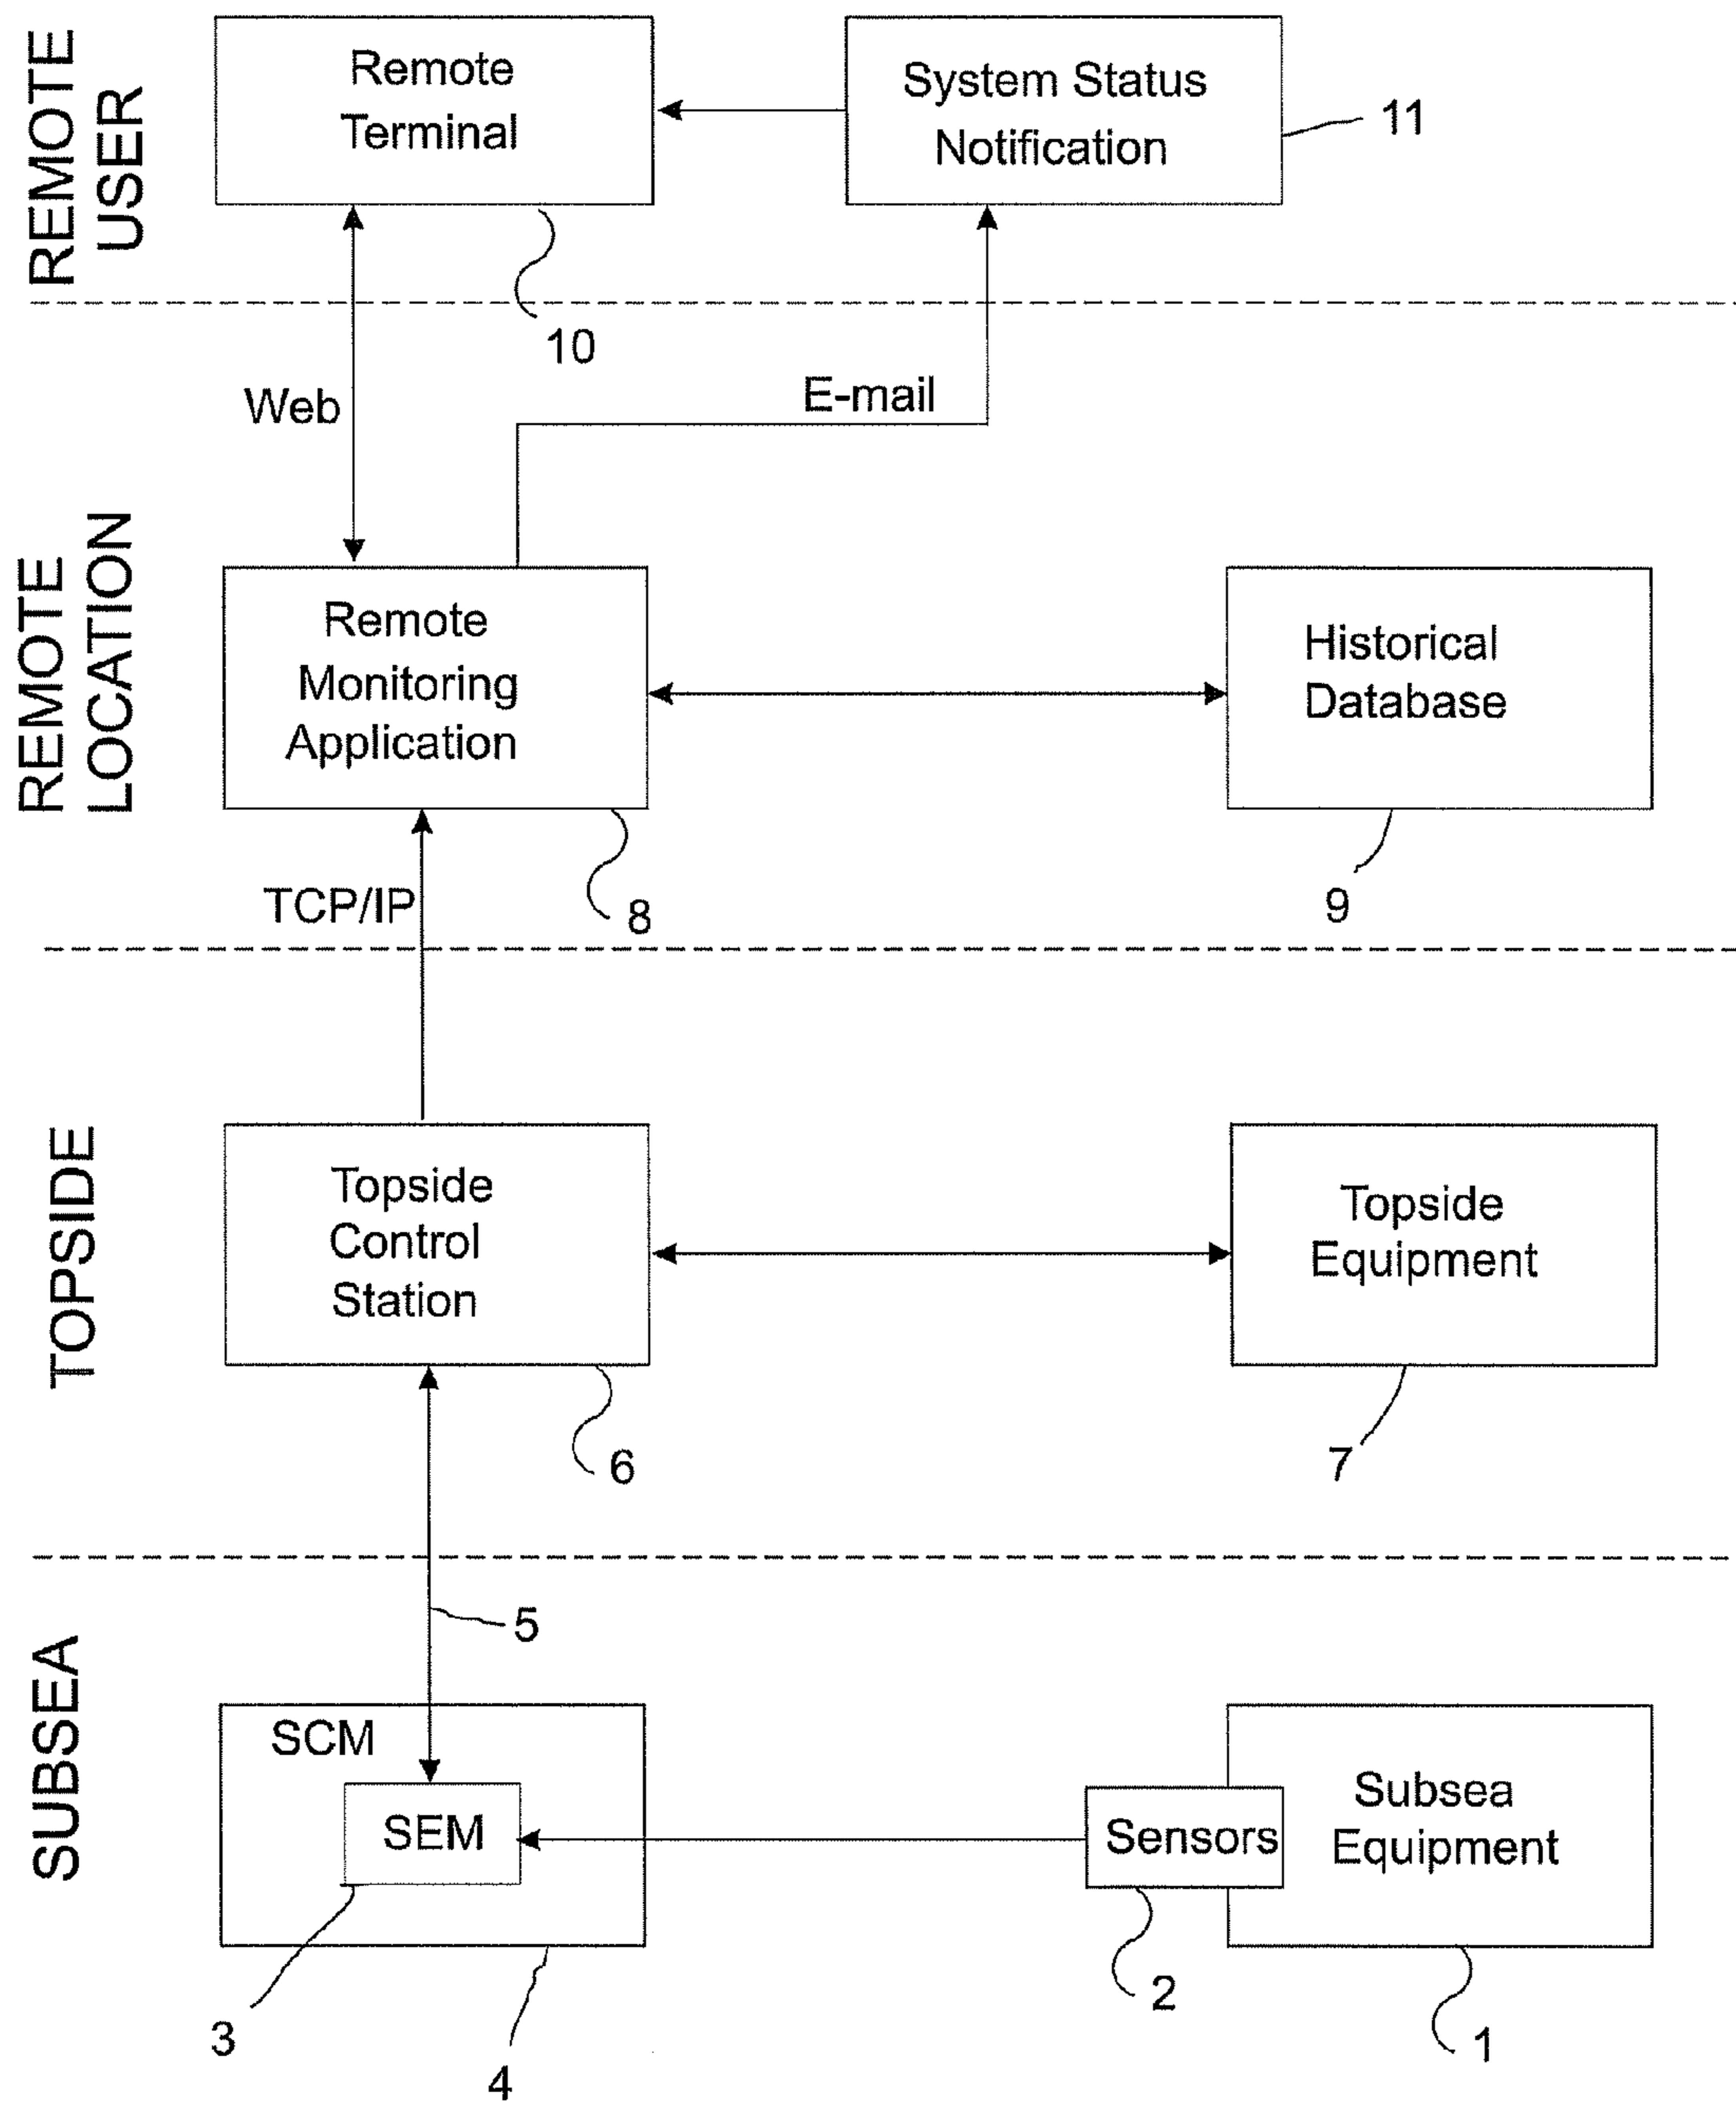 REMOTE
USER
Remote
Terminal
System Status
Notification
11
10
Web
E-mail
REMOTE
LOCATION
Remote
Monitoring
Application
Historical
Database
TCP/IP
8
9
TOPSIDE
Topside
Control
Station
Topside
Equipment
6
7
5
SUBSEA
SCM
SEM
Sensors
Subsea
Equipment
3
4
2
1